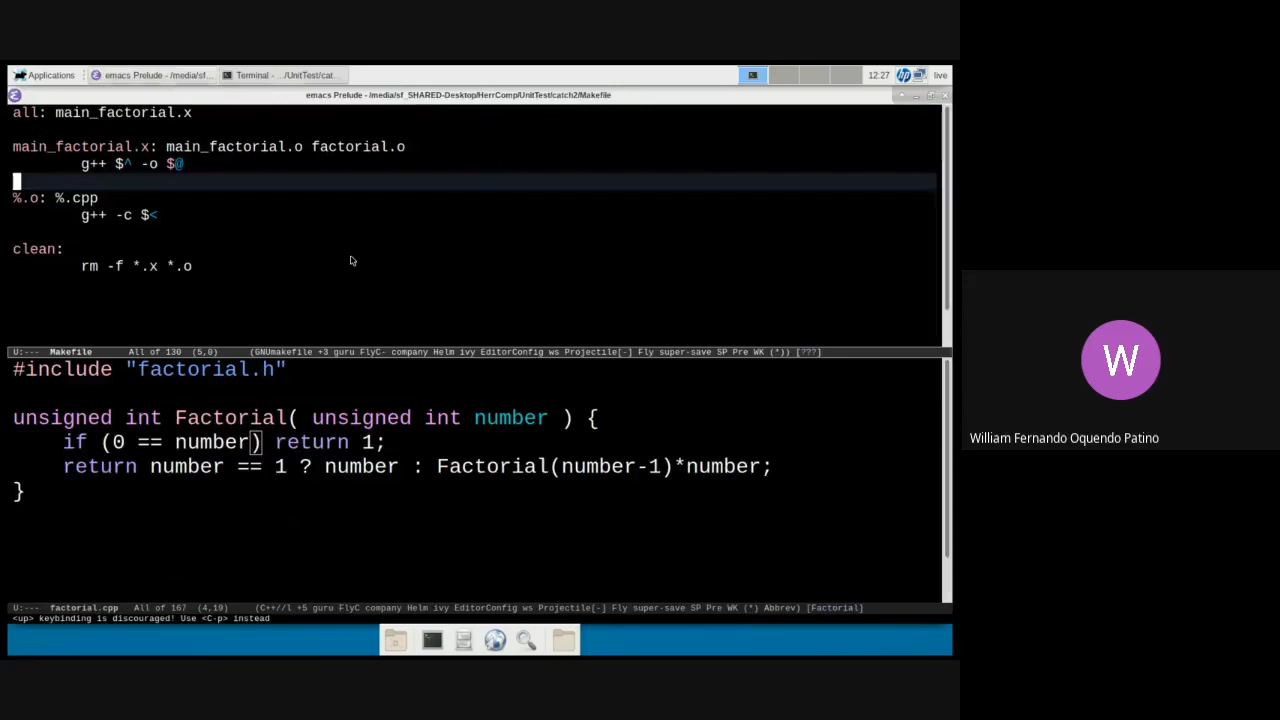 Applications emacs Prelude - /media/sf... Terminal - .../UnitTest/cat... 12:27 live
emacs Prelude - /media/sf_SHARED-Desktop/HerrComp/UnitTest/catch2/Makefile
all: main_factorial.x
main_factorial.x: main_factorial.o factorial.o
g++ $^ -o $@
%.o: %.cpp
g++ -c $<
clean:
rm -f *.x *.o
U:--- Makefile All of 130 (5,0) (GNUmakefile +3 guru FlyC- company Helm ivy EditorConfig ws Projectile[-] Fly super-save SP Pre WK (*)) [???]
#include "factorial.h"
unsigned int Factorial( unsigned int number ) {
if (0 == number) return 1;
return number == 1 ? number : Factorial(number-1)*number;
}
U:--- factorial.cpp All of 167 (4,19) (C++//l +5 guru FlyC company Helm ivy EditorConfig ws Projectile[-] Fly super-save SP Pre WK (*) Abbrev) [Factorial]
<up> keybinding is discouraged! Use <C-p> instead
W
William Fernando Oquendo Patino